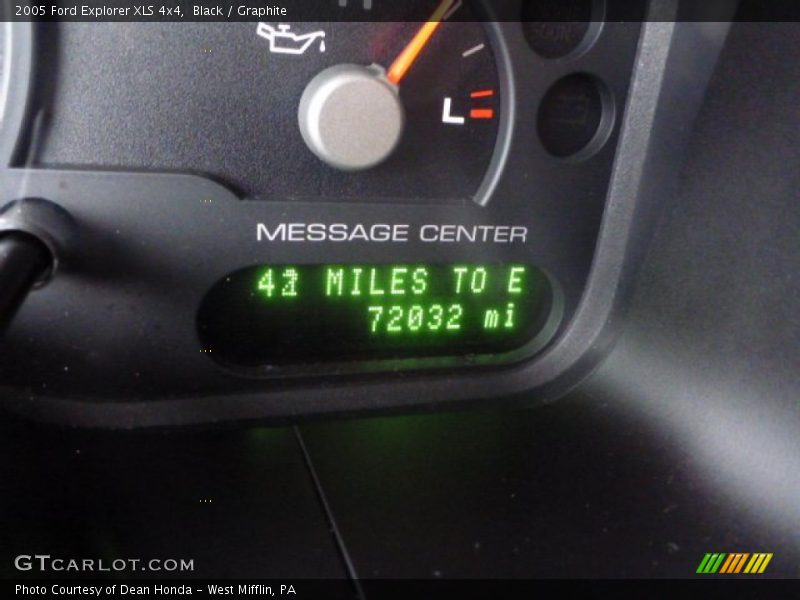 2005 Ford Explorer XLS 4x4, Black / Graphite
L
MESSAGE CENTER
MILES TO E
72032 mi
GTCARLOT.COM
Photo Courtesy of Dean Honda - West Mifflin, PA